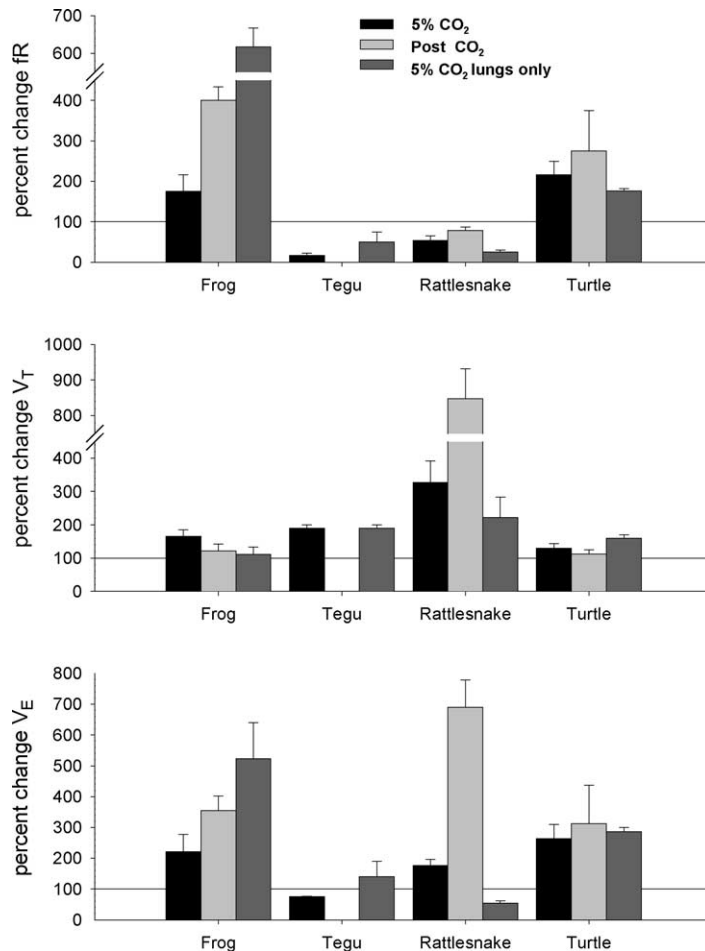 5% CO₂
Post CO₂
5% CO₂ lungs only
percent change fR
700
600
400
300
200
100
0
Frog Tegu Rattlesnake Turtle
percent change V_T
1000
900
800
400
300
200
100
0
Frog Tegu Rattlesnake Turtle
percent change V_E
800
700
600
500
400
300
200
100
0
Frog Tegu Rattlesnake Turtle